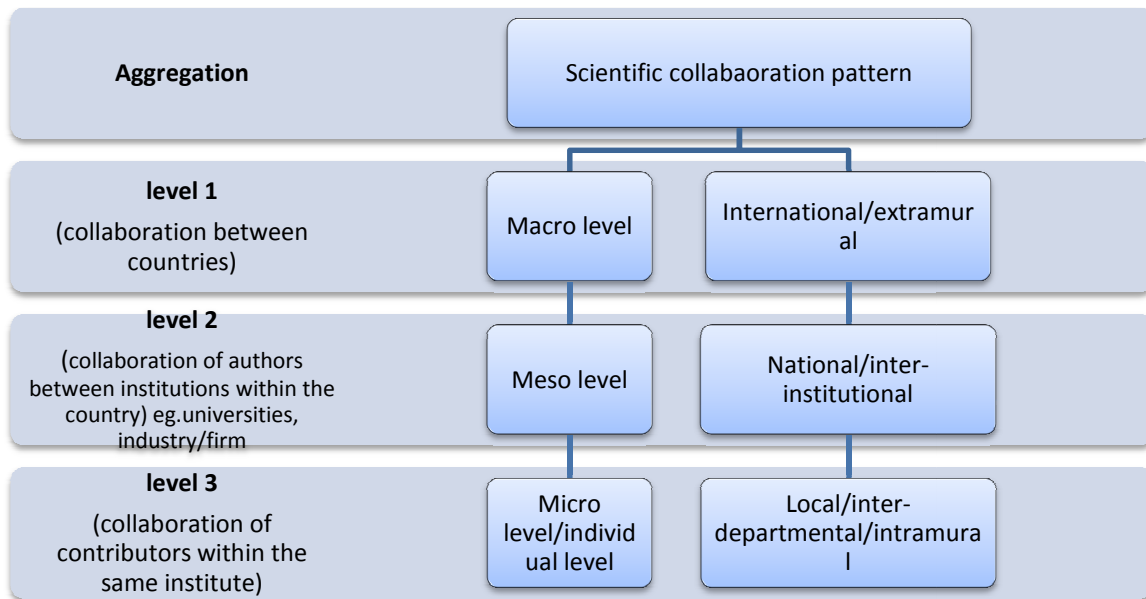 Aggregation
Scientific collabaoration pattern
level 1
(collaboration between
countries)
Macro level
International/extramur
al
level 2
(collaboration of authors
between institutions within the
country) eg.universities,
industry/firm
Meso level
National/inter-
institutional
level 3
(collaboration of
contributors within the
same institute)
Micro
level/individ
ual level
Local/inter-
departmental/intramura
l